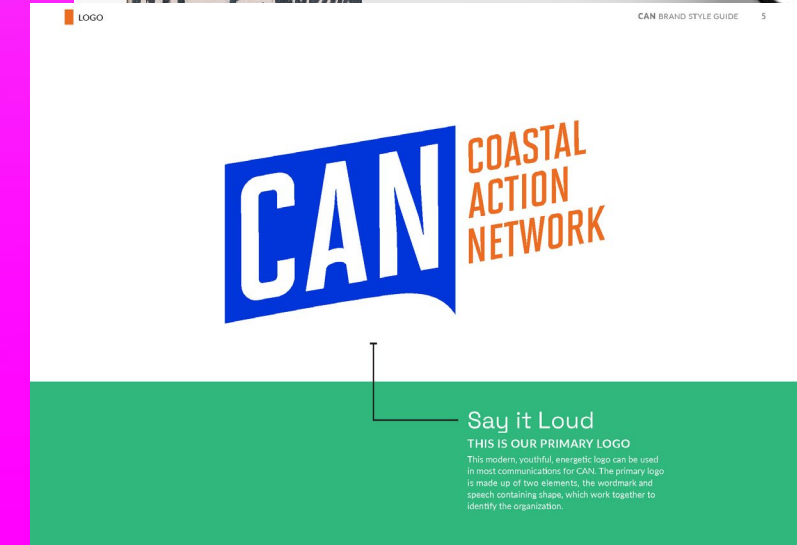 LOGO
CAN BRAND STYLE GUIDE 5
CAN
COASTAL
ACTION
NETWORK
Say it Loud
THIS IS OUR PRIMARY LOGO
This modern, youthful, energetic logo can be used
in most communications for CAN. The primary logo
is made up of two elements, the wordmark and
speech containing shape, which work together to
identify the organization.